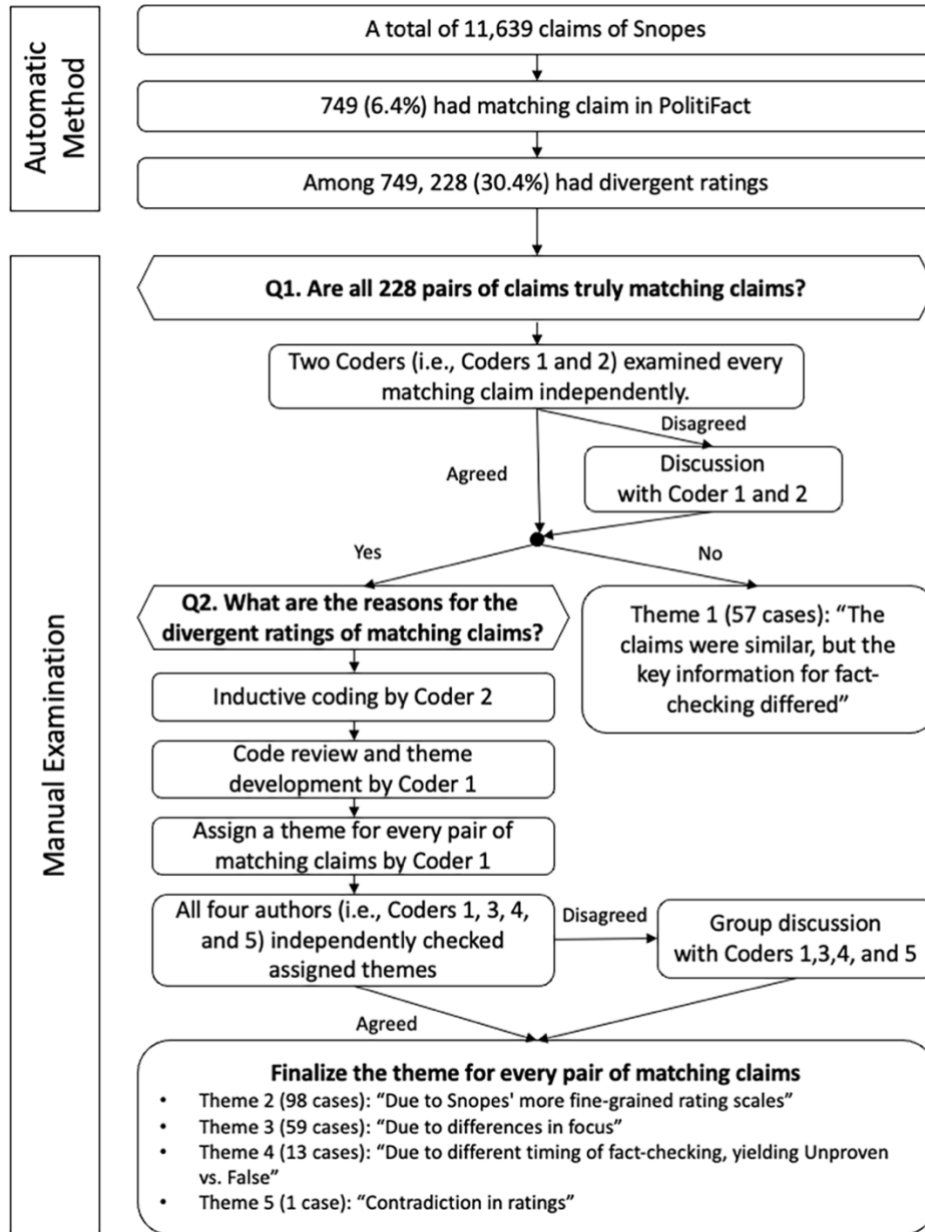 Automatic
Method
A total of 11,639 claims of Snopes
749 (6.4%) had matching claim in PolitiFact
Among 749, 228 (30.4%) had divergent ratings
Manual Examination
Q1. Are all 228 pairs of claims truly matching claims?
Two Coders (i.e., Coders 1 and 2) examined every
matching claim independently.
Disagreed
Agreed
Discussion
with Coder 1 and 2
Yes
No
Q2. What are the reasons for the
divergent ratings of matching claims?
Theme 1 (57 cases): “The
claims were similar, but the
key information for fact-
checking differed”
Inductive coding by Coder 2
Code review and theme
development by Coder 1
Assign a theme for every pair of
matching claims by Coder 1
All four authors (i.e., Coders 1, 3, 4,
and 5) independently checked
assigned themes
Disagreed
Group discussion
with Coders 1,3,4, and 5
Agreed
Finalize the theme for every pair of matching claims
• Theme 2 (98 cases): “Due to Snopes' more fine-grained rating scales”
• Theme 3 (59 cases): “Due to differences in focus”
• Theme 4 (13 cases): “Due to different timing of fact-checking, yielding Unproven
vs. False”
• Theme 5 (1 case): “Contradiction in ratings”